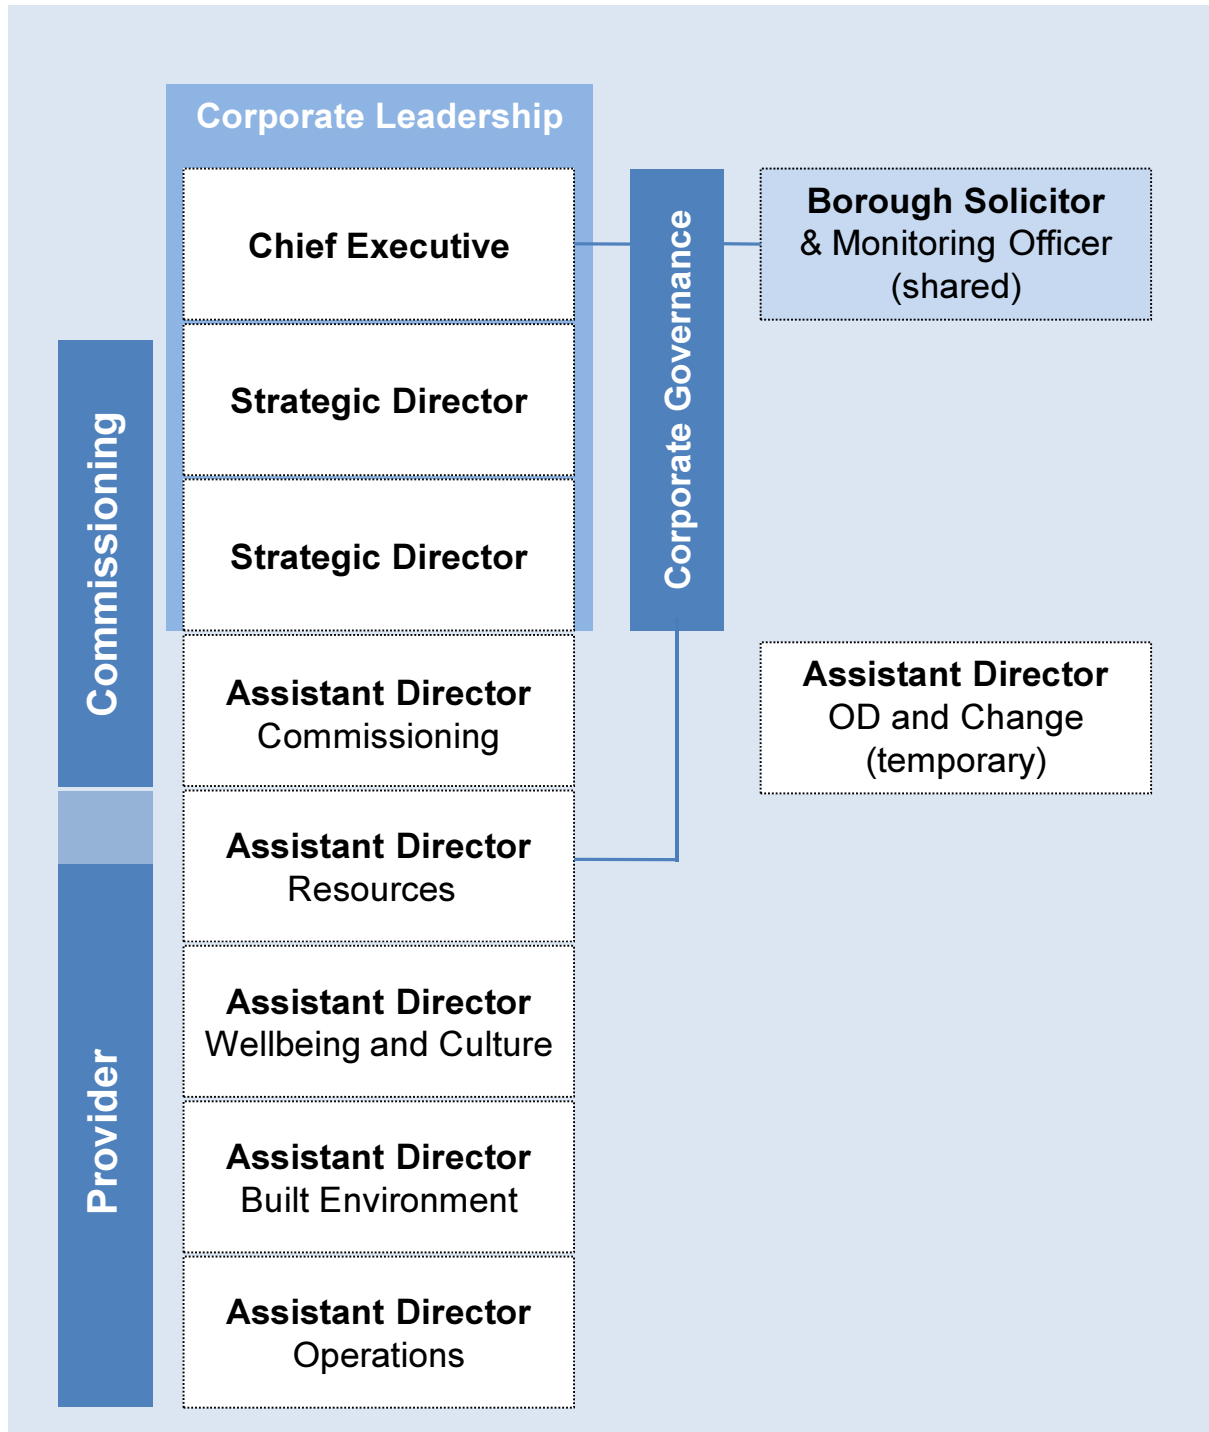 Corporate Leadership
Chief Executive
Strategic Director
Strategic Director
Assistant Director
Commissioning
Assistant Director
Resources
Assistant Director
Wellbeing and Culture
Assistant Director
Built Environment
Assistant Director
Operations
Commissioning
Provider
Corporate Governance
Borough Solicitor
& Monitoring Officer
(shared)
Assistant Director
OD and Change
(temporary)